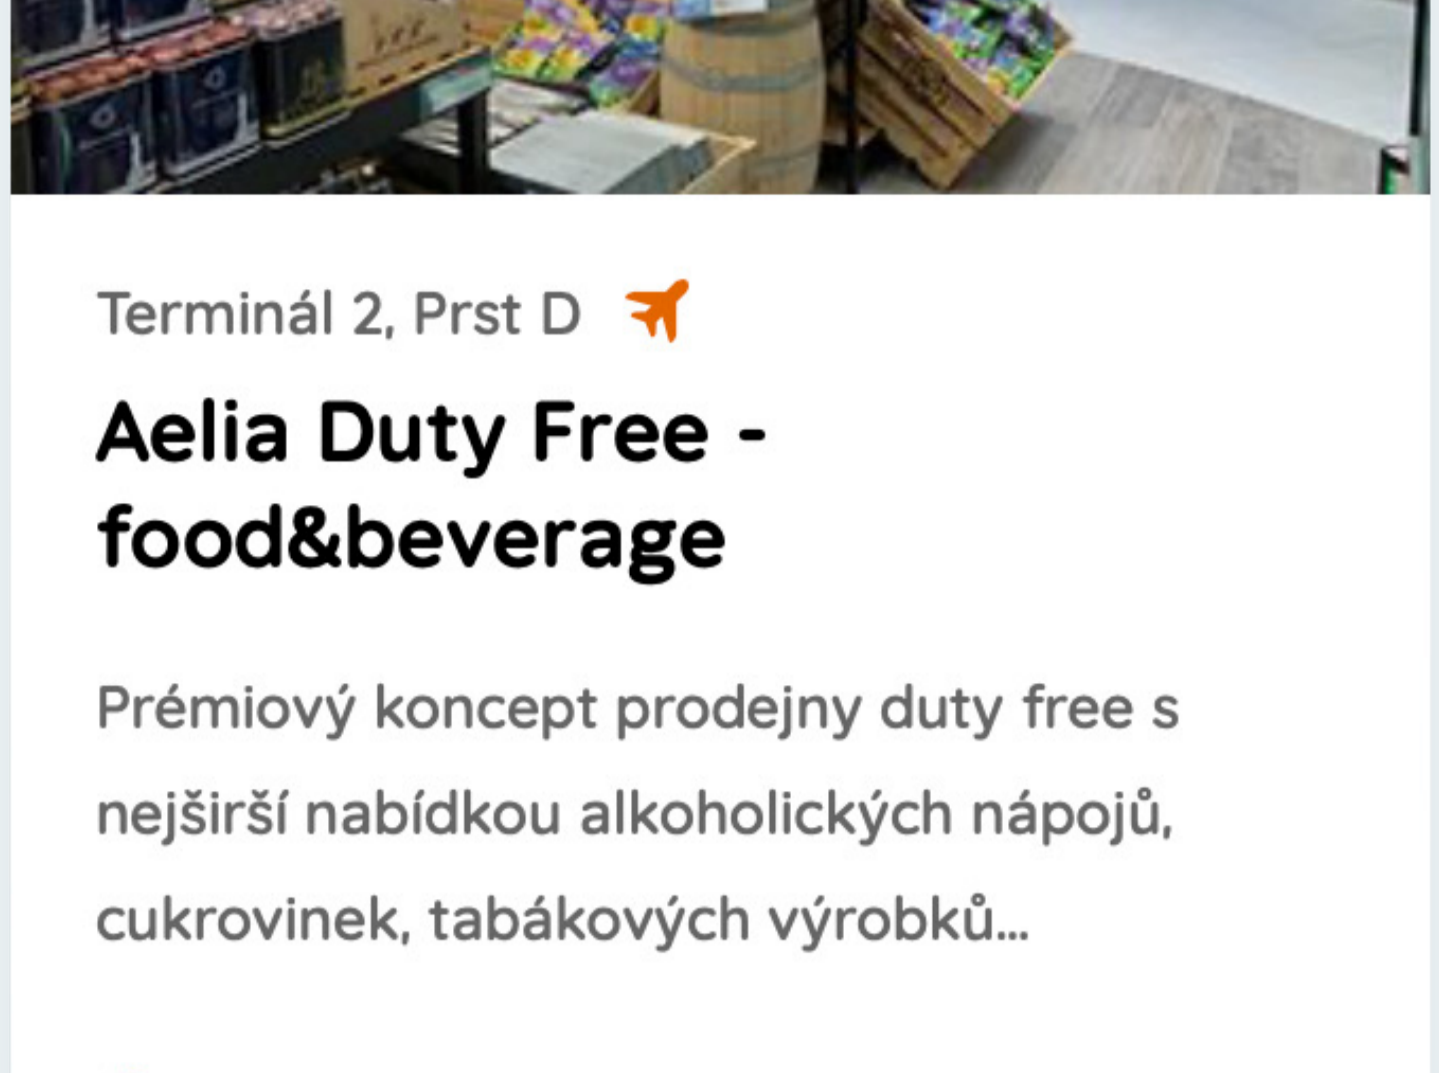 Terminál 2, Prst D
Aelia Duty Free -
food&beverage
Prémiový koncept prodejny duty free s
nejširší nabídkou alkoholických nápojů,
cukrovinek, tabákových výrobků...